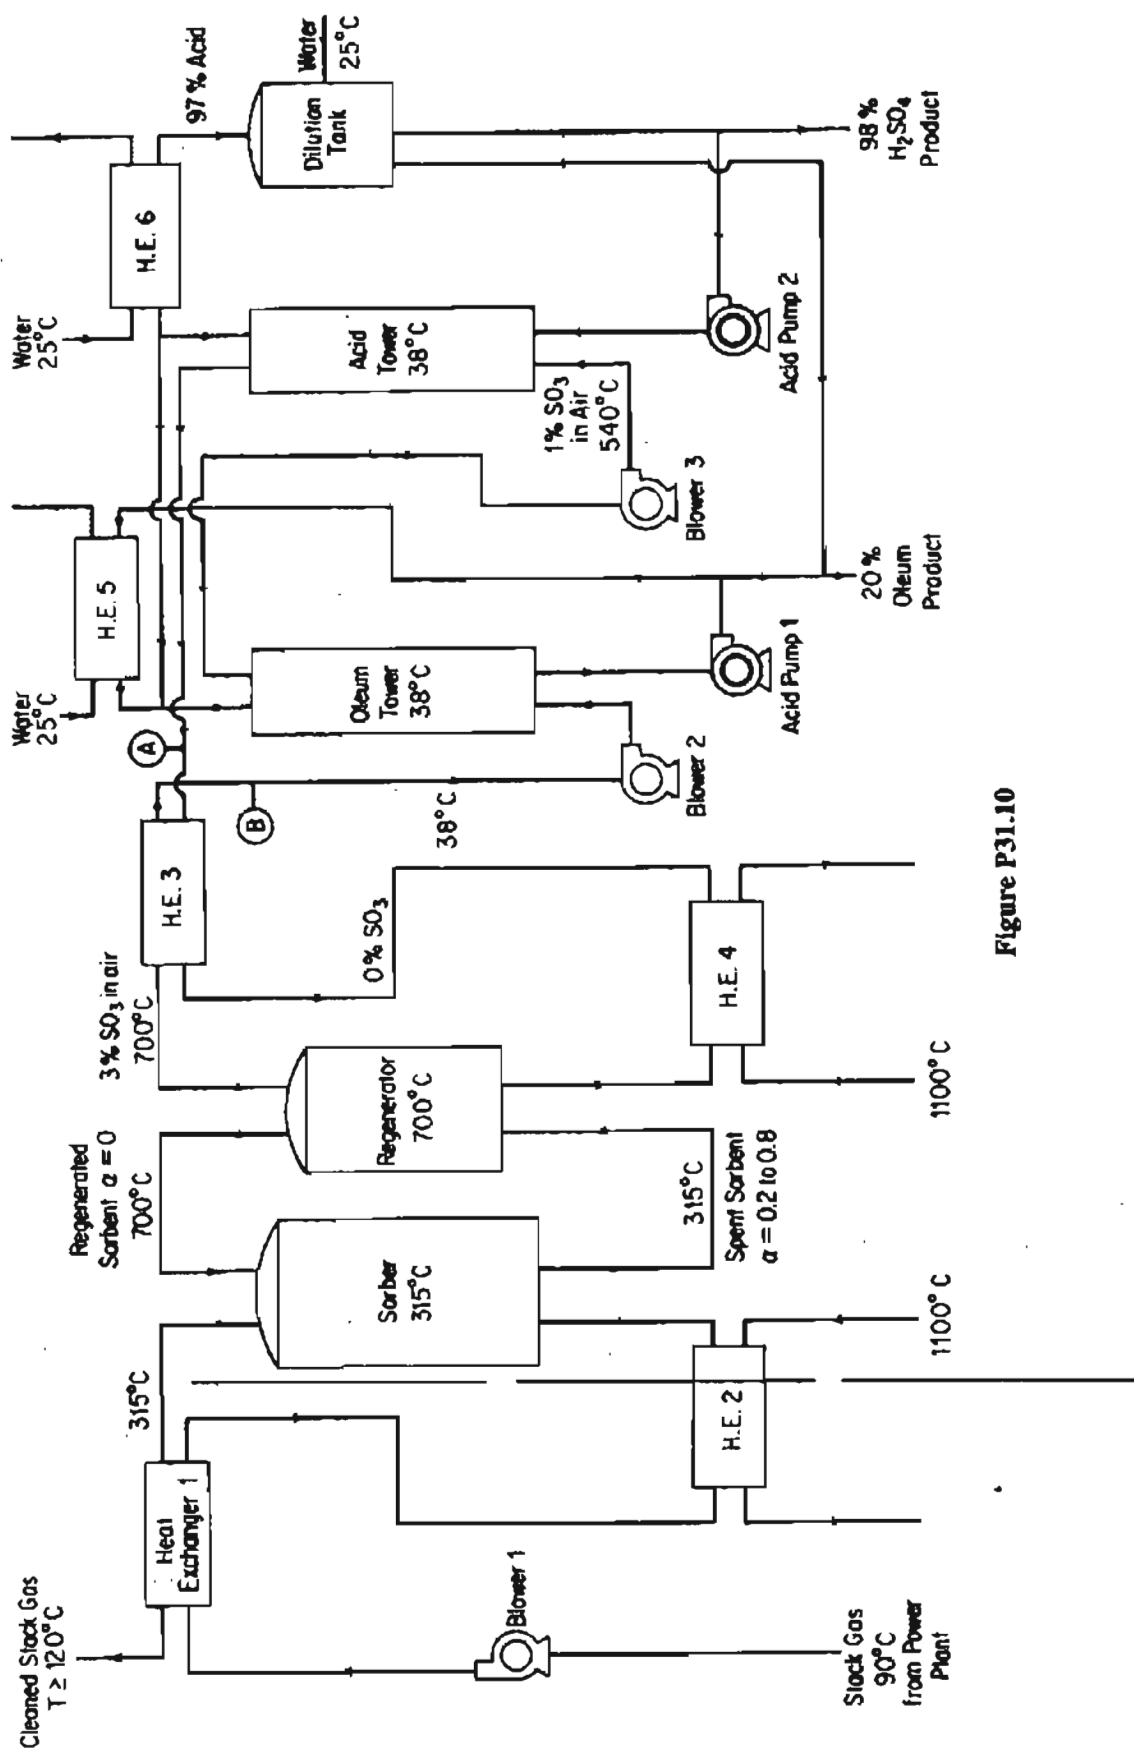 Cleaned Stack Gas
T ≥ 120°C
Heat
Exchanger 1
Blower 1
Stack Gas
90°C
from Power
Plant
315°C
H.E. 2
1100°C
Sorber
315°C
Regenerated
Sorbent α = 0
700°C
315°C
Spent Sorbent
α = 0.2 to 0.8
Regenerator
700°C
3% SO₃ in air
700°C
H.E. 3
0% SO₃
H.E. 4
1100°C
A
B
38°C
Blower 2
Water
25°C
H.E. 5
Oleum
Tower
38°C
Acid Pump 1
20%
Oleum
Product
Blower 3
1% SO₃
in Air
540°C
Water
25°C
H.E. 6
Acid
Tower
38°C
Acid Pump 2
97% Acid
Water
25°C
Dilution
Tank
98%
H₂SO₄
Product
Figure P31.10